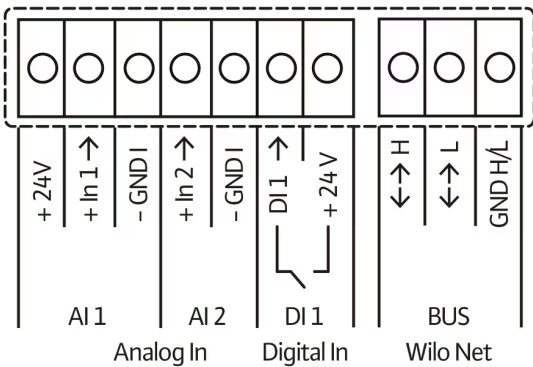 + 24V
+ In 1 →
– GND I
+ In 2 →
– GND I
DI 1 →
+ 24 V
↔ H
↔ L
GND H/L
AI 1 AI 2 DI 1 BUS
Analog In Digital In Wilo Net